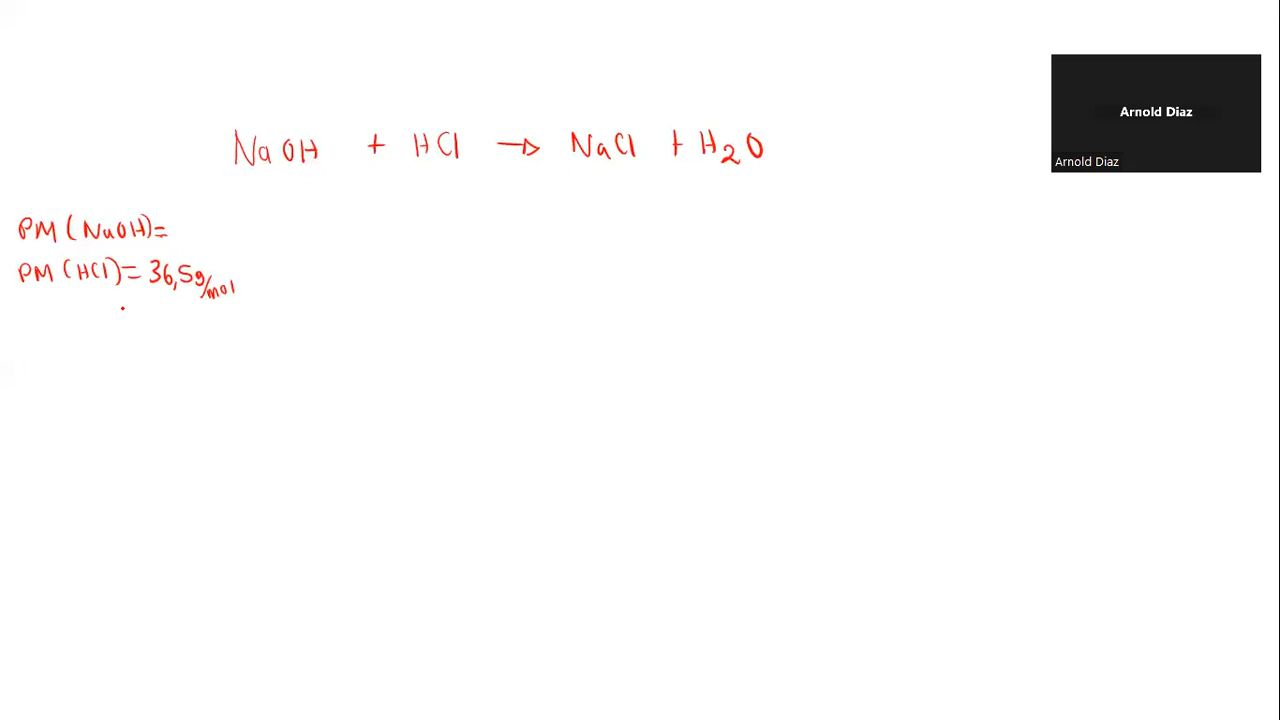 Arnold Diaz
Arnold Diaz
NaOH + HCl → NaCl + H2O
PM (NaOH)=
PM (HCl)= 36,5g/mol